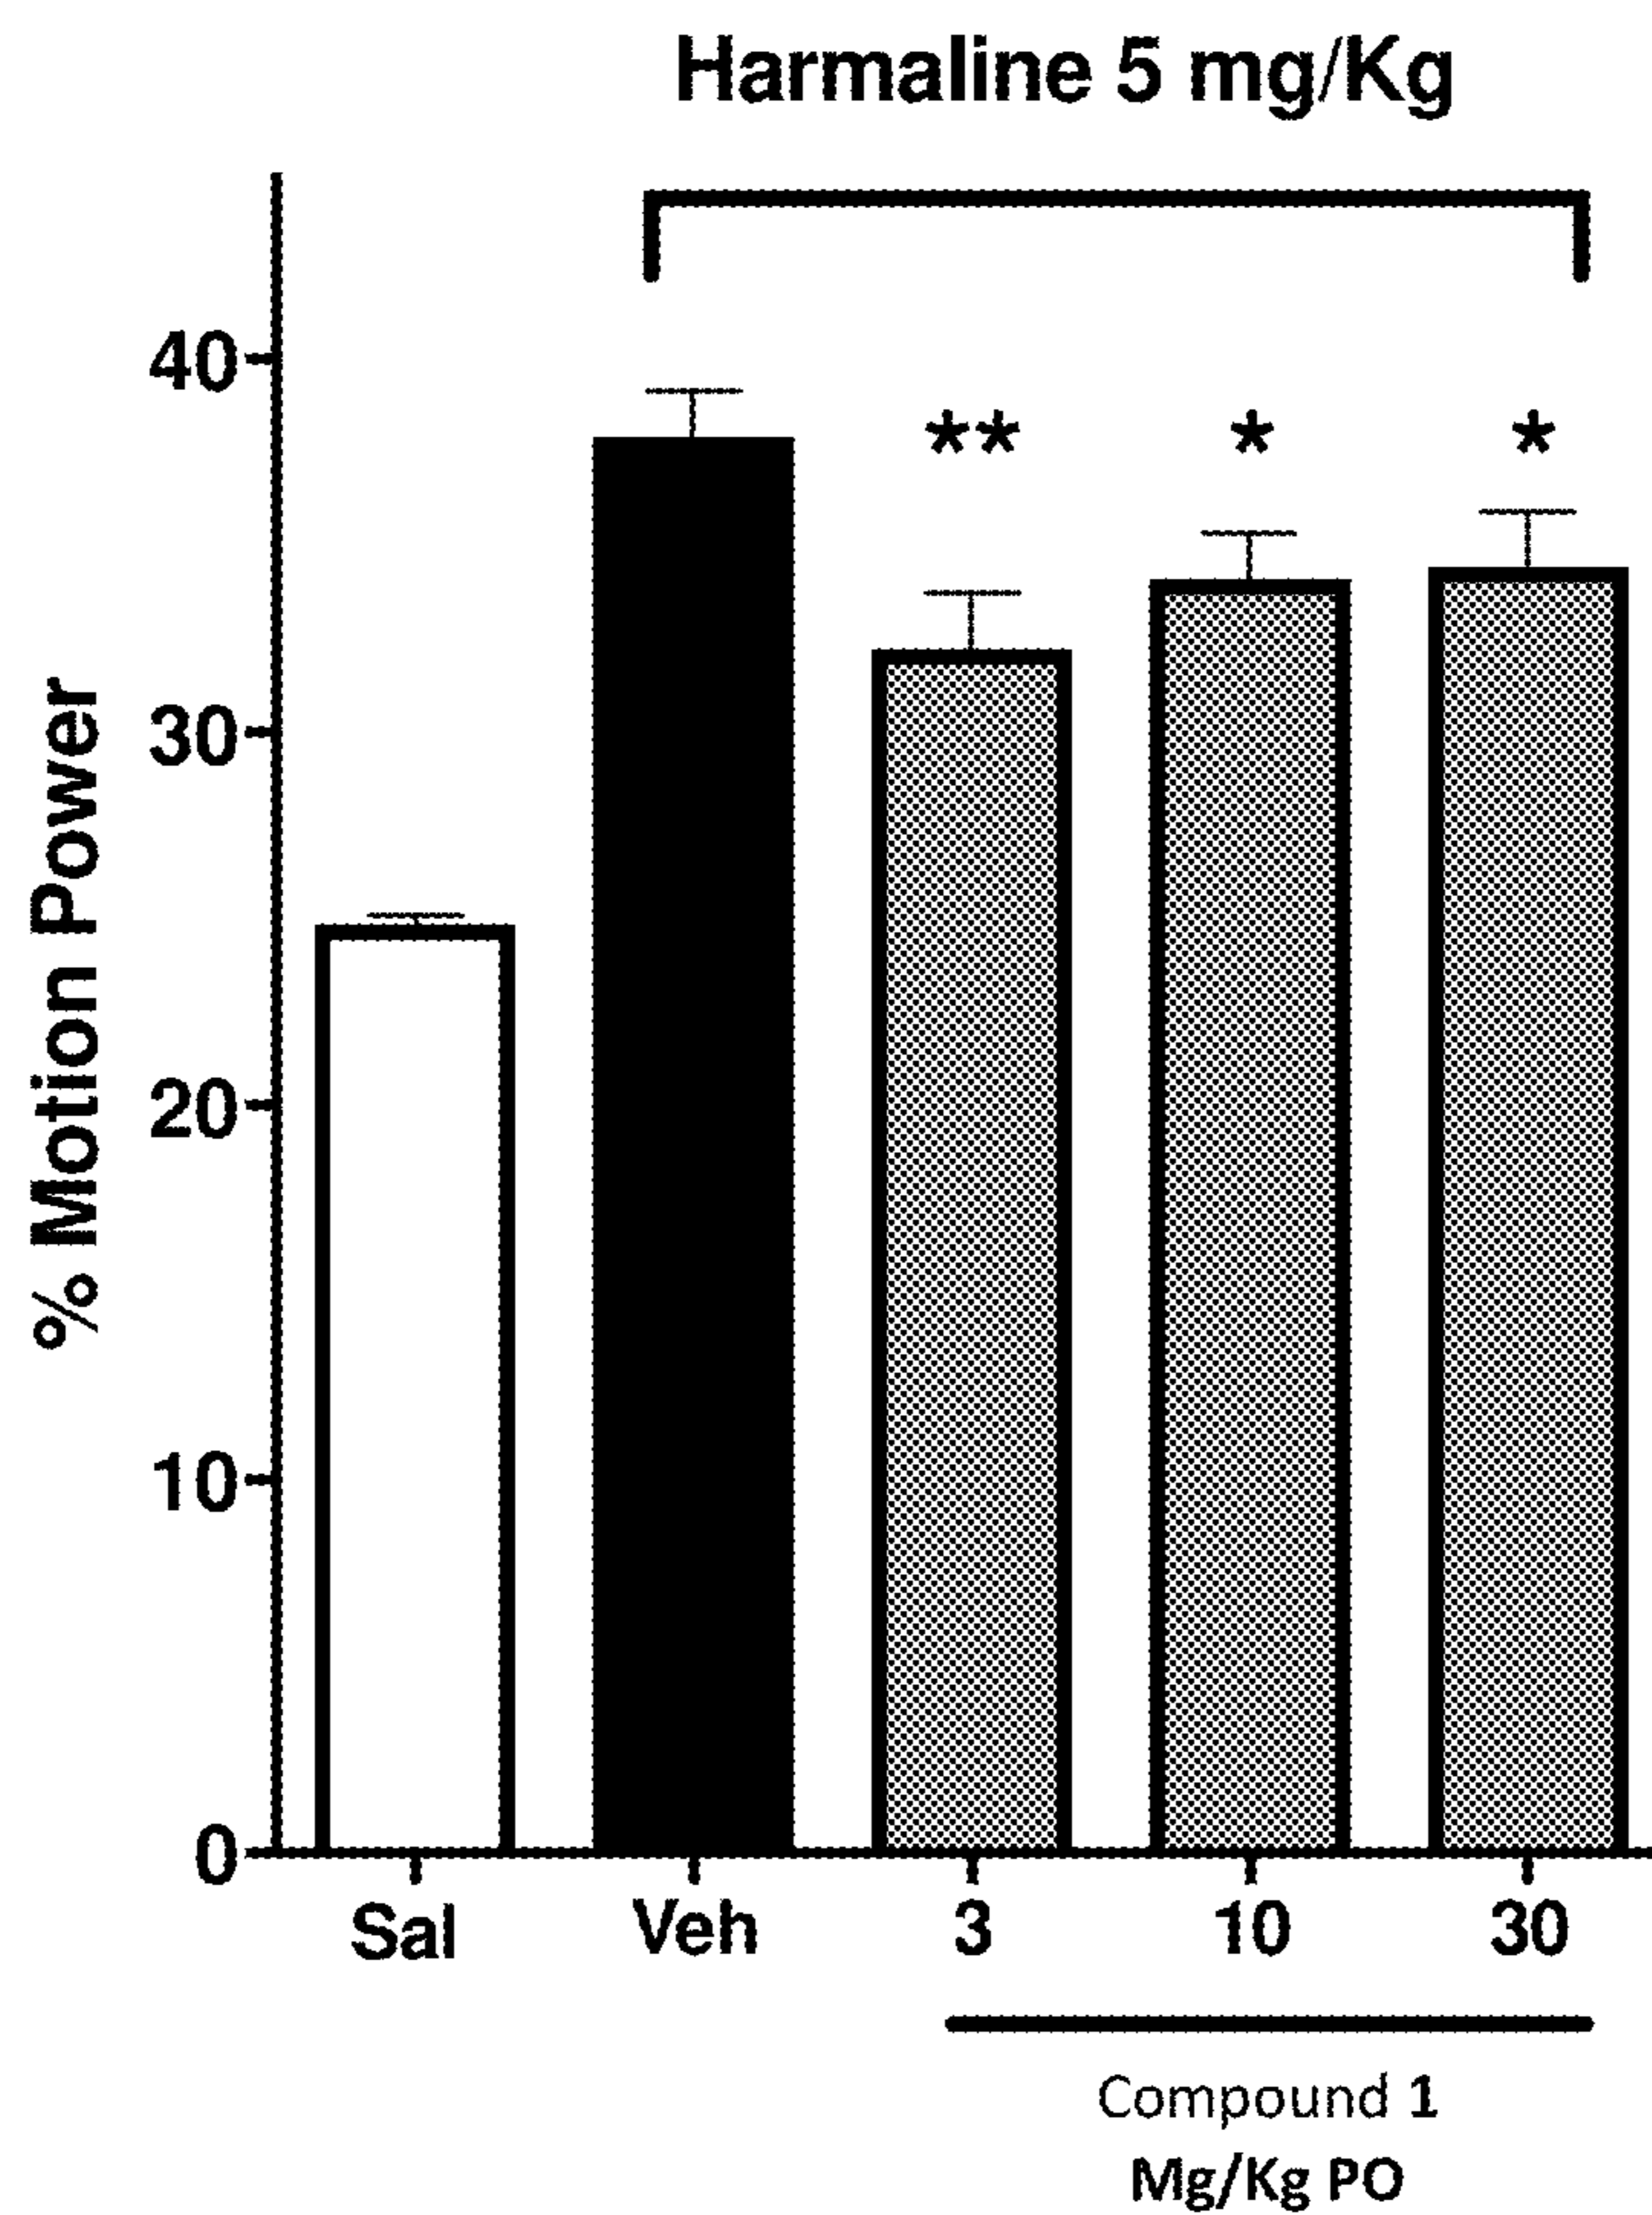 Harmaline 5 mg/Kg
% Motion Power
40
** * *
30
20
10
0
Sal Veh 3 10 30
Compound 1
Mg/Kg PO